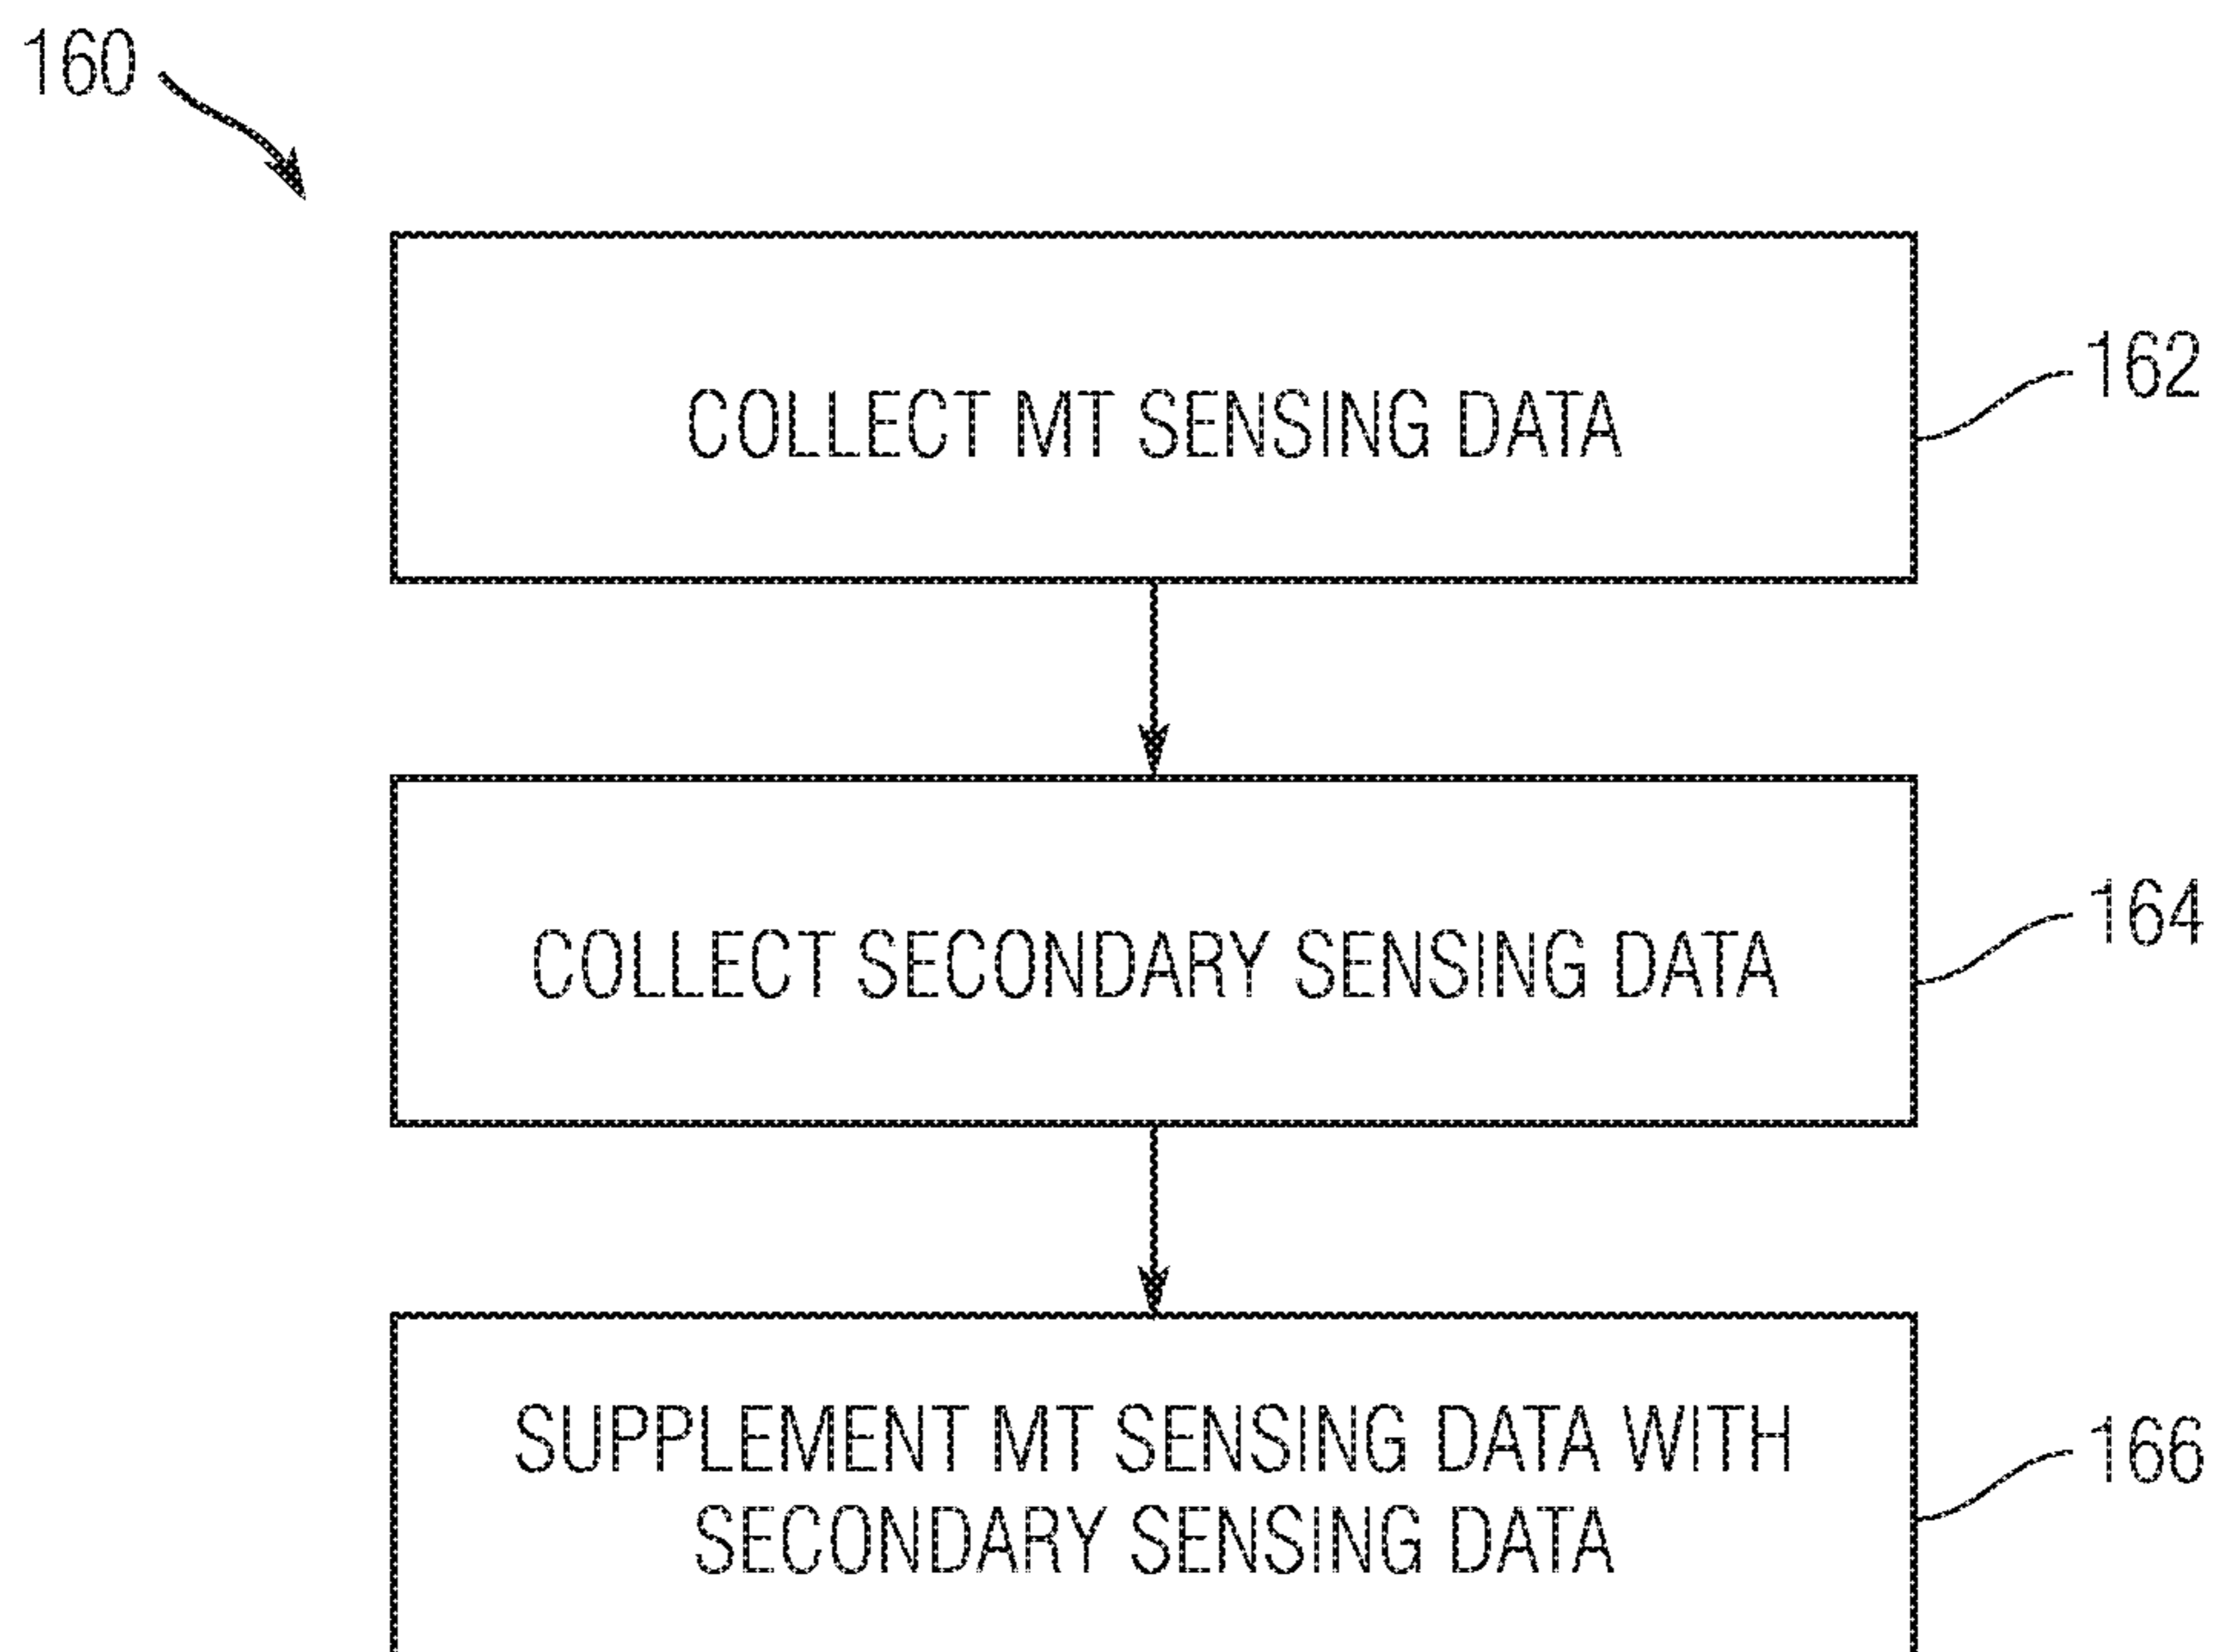 160
COLLECT MT SENSING DATA
162
COLLECT SECONDARY SENSING DATA
164
SUPPLEMENT MT SENSING DATA WITH
SECONDARY SENSING DATA
166